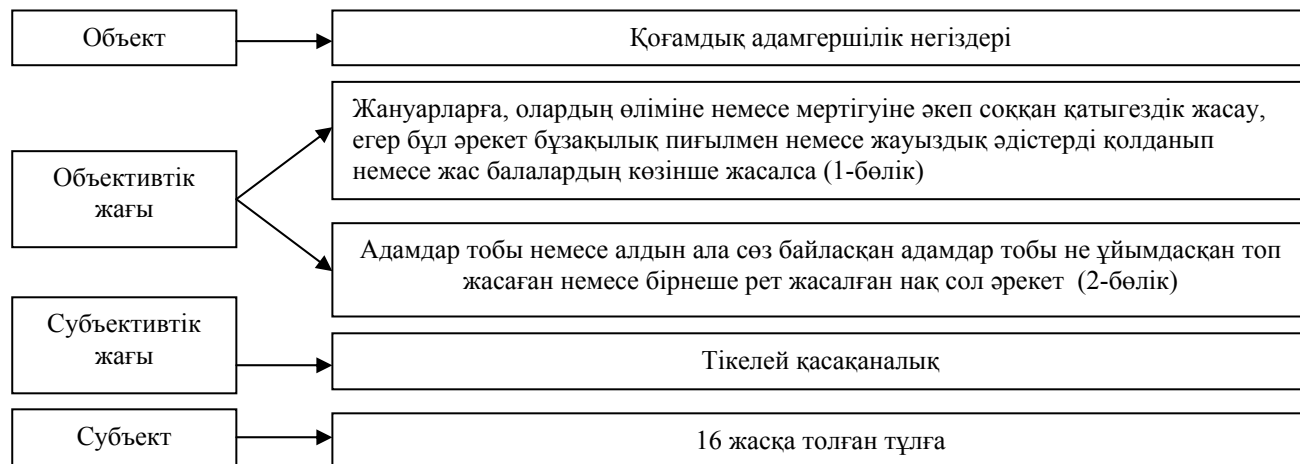 Объект
Қоғамдық адамгершілік негіздері
Объективтік
жағы
Жануарларға, олардың өліміне немесе мертігуіне әкеп соққан қатыгездік жасау,
егер бұл әрекет бұзақылық пиғылмен немесе жауыздық әдістерді қолданып
немесе жас балалардың көзінше жасалса (1-бөлік)
Адамдар тобы немесе алдын ала сөз байласқан адамдар тобы не ұйымдасқан топ
жасаған немесе бірнеше рет жасалған нақ сол әрекет (2-бөлік)
Субъективтік
жағы
Тікелей қасақаналық
Субъект
16 жасқа толған тұлға